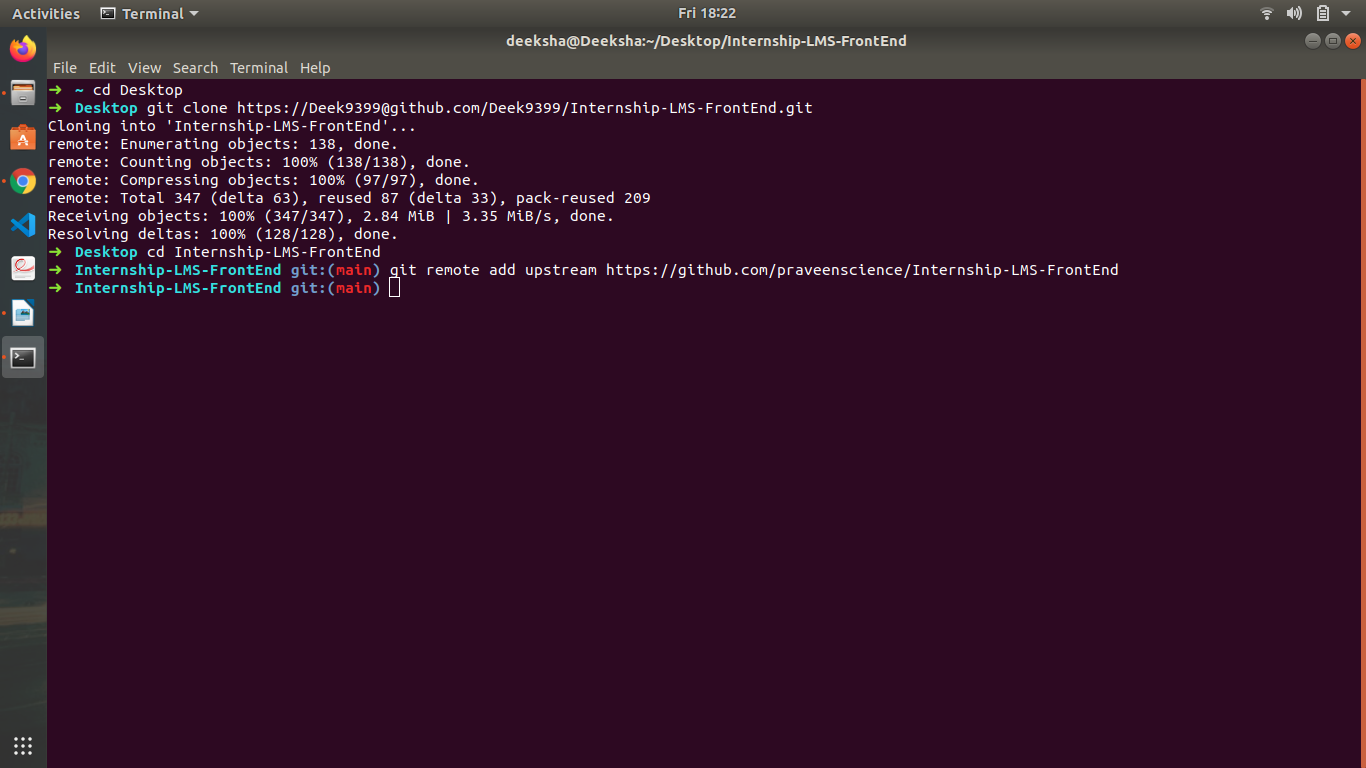 Activities Terminal Fri 18:22
deeksha@Deeksha:~/Desktop/Internship-LMS-FrontEnd
File Edit View Search Terminal Help
➜ ~ cd Desktop
➜ Desktop git clone https://Deek9399@github.com/Deek9399/Internship-LMS-FrontEnd.git
Cloning into 'Internship-LMS-FrontEnd'...
remote: Enumerating objects: 138, done.
remote: Counting objects: 100% (138/138), done.
remote: Compressing objects: 100% (97/97), done.
remote: Total 347 (delta 63), reused 87 (delta 33), pack-reused 209
Receiving objects: 100% (347/347), 2.84 MiB | 3.35 MiB/s, done.
Resolving deltas: 100% (128/128), done.
➜ Desktop cd Internship-LMS-FrontEnd
➜ Internship-LMS-FrontEnd git:(main) git remote add upstream https://github.com/praveenscience/Internship-LMS-FrontEnd
➜ Internship-LMS-FrontEnd git:(main)